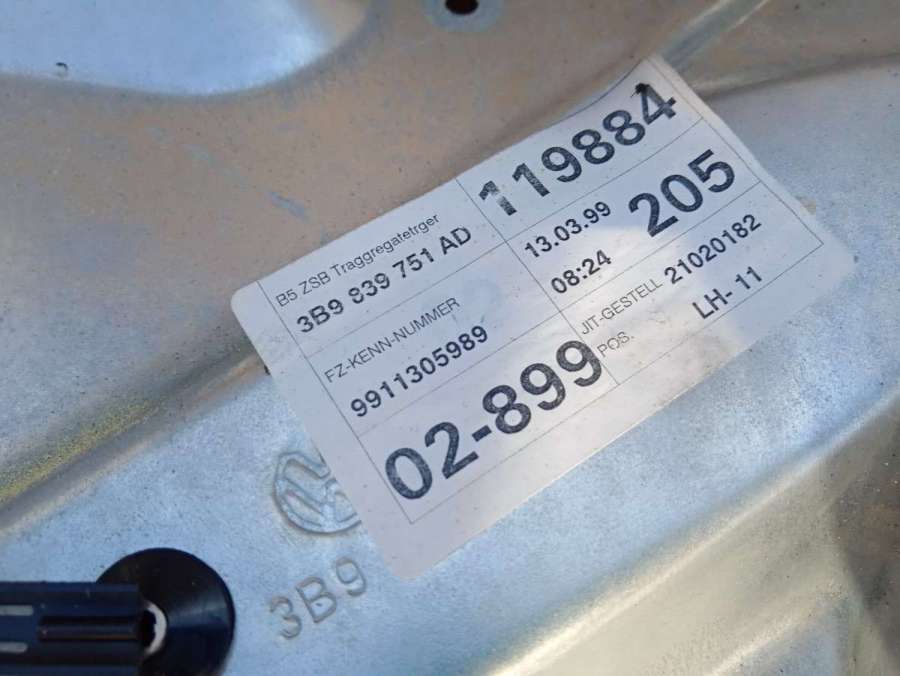 B5 ZSB Traggregatetrger
3B9 839 751 AD
119884
FZ-KENN-NUMMER
9911305989
13.03.99
08:24
205
02-899
JIT-GESTELL 21020182
POS.
LH- 11
3B9